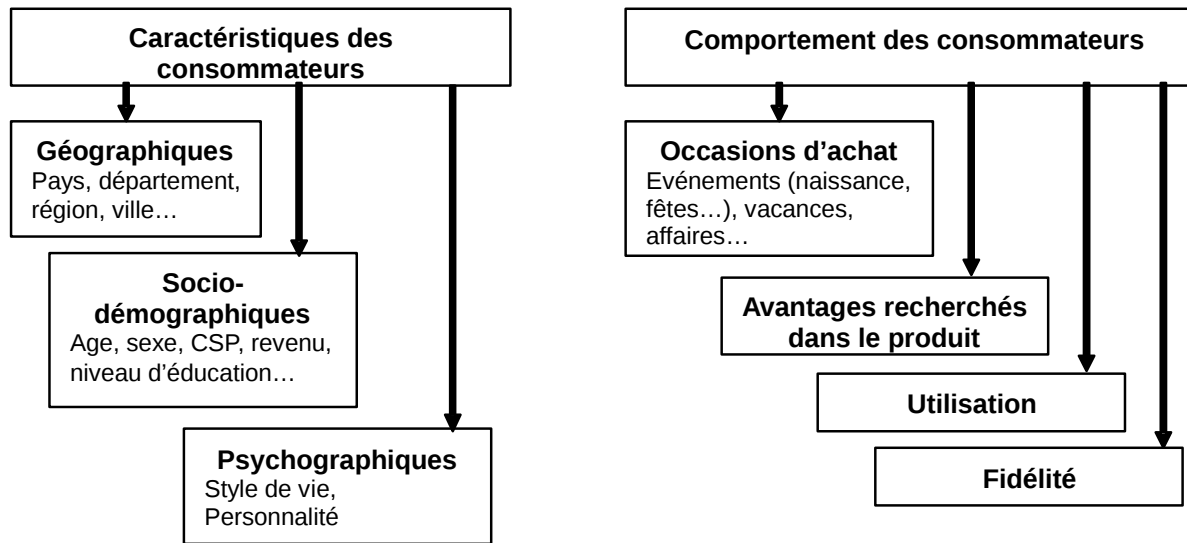 Caractéristiques des
consommateurs
Géographiques
Pays, département,
région, ville…
Socio-
démographiques
Age, sexe, CSP, revenu,
niveau d’éducation…
Psychographiques
Style de vie,
Personnalité
Comportement des consommateurs
Occasions d’achat
Evénements (naissance,
fêtes…), vacances,
affaires…
Avantages recherchés
dans le produit
Utilisation
Fidélité